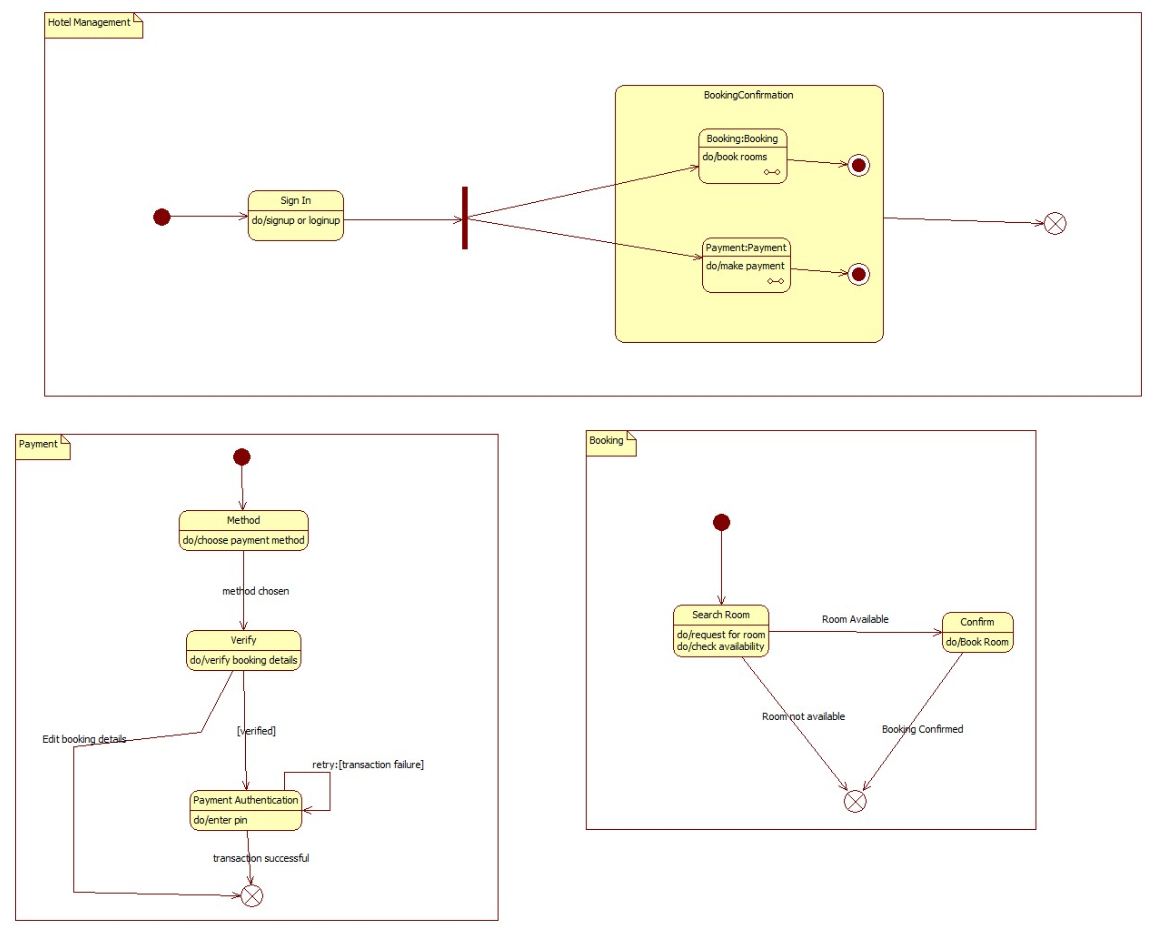 Hotel Management
BookingConfirmation
Booking:Booking
do/book rooms
Sign In
do/signup or loginup
Payment:Payment
do/make payment
Payment
Method
do/choose payment method
method chosen
Verify
do/verify booking details
Edit booking details
[verified]
retry:[transaction failure]
Payment Authentication
do/enter pin
transaction successful
Booking
Search Room
do/request for room
do/check availability
Room Available
Confirm
do/Book Room
Room not available
Booking Confirmed